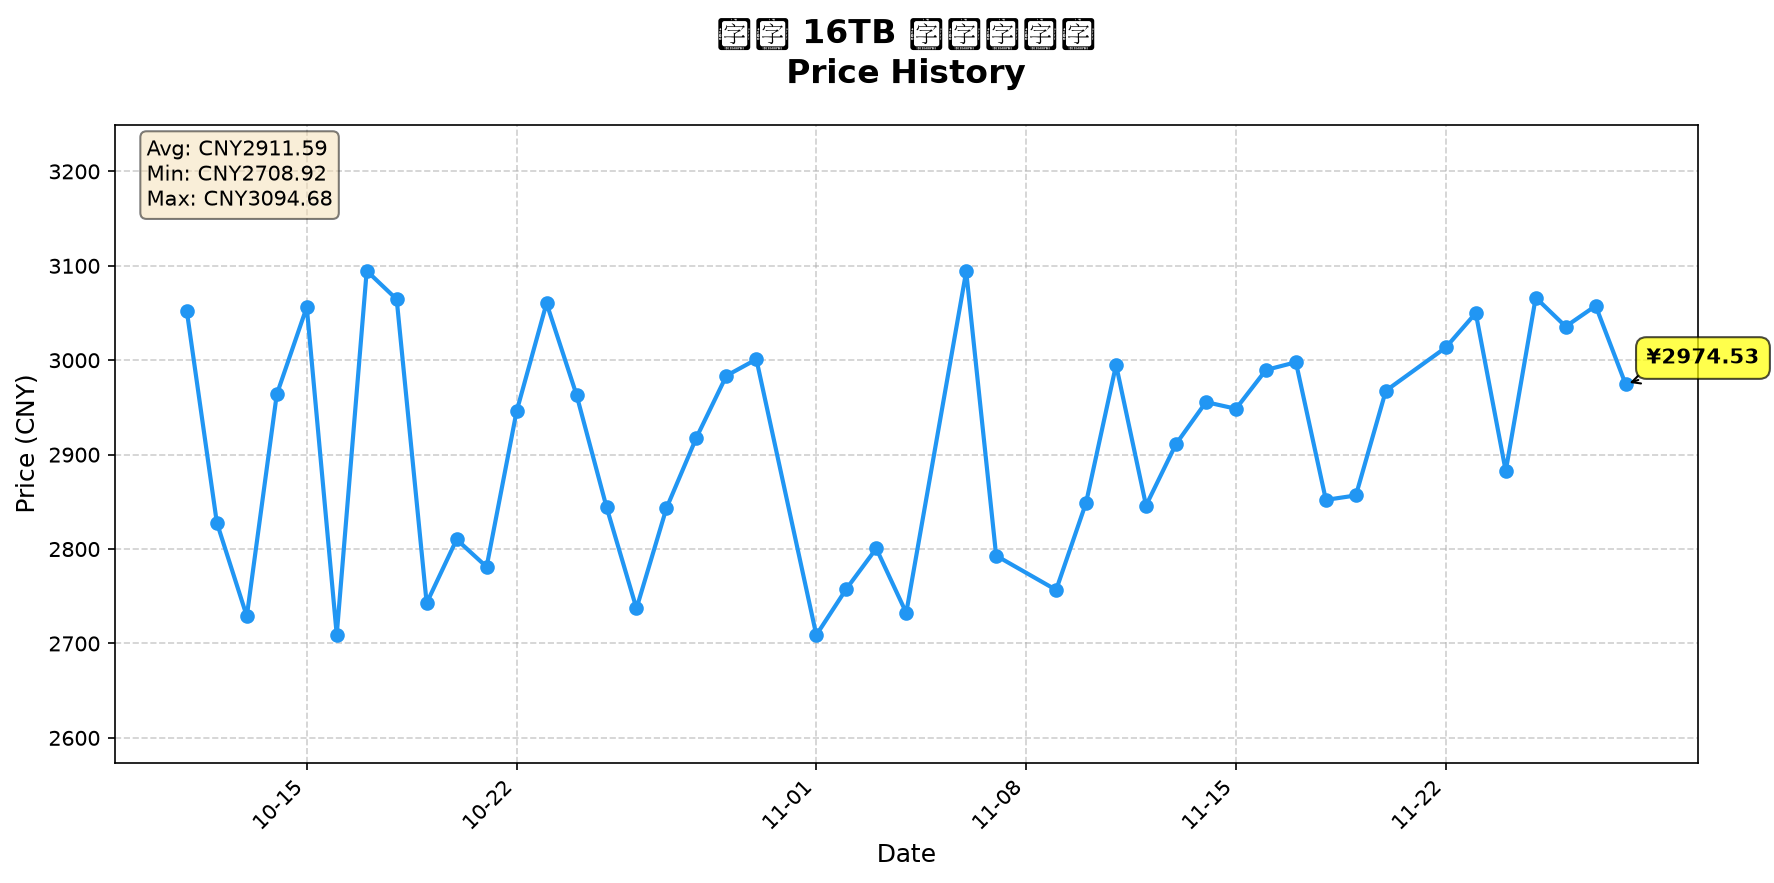 16TB
Price History
Avg: CNY2911.59
Min: CNY2708.92
Max: CNY3094.68
3200
3100
3000
2900
2800
2700
2600
Price (CNY)
¥2974.53
10-15
10-22
11-01
11-08
11-15
11-22
Date